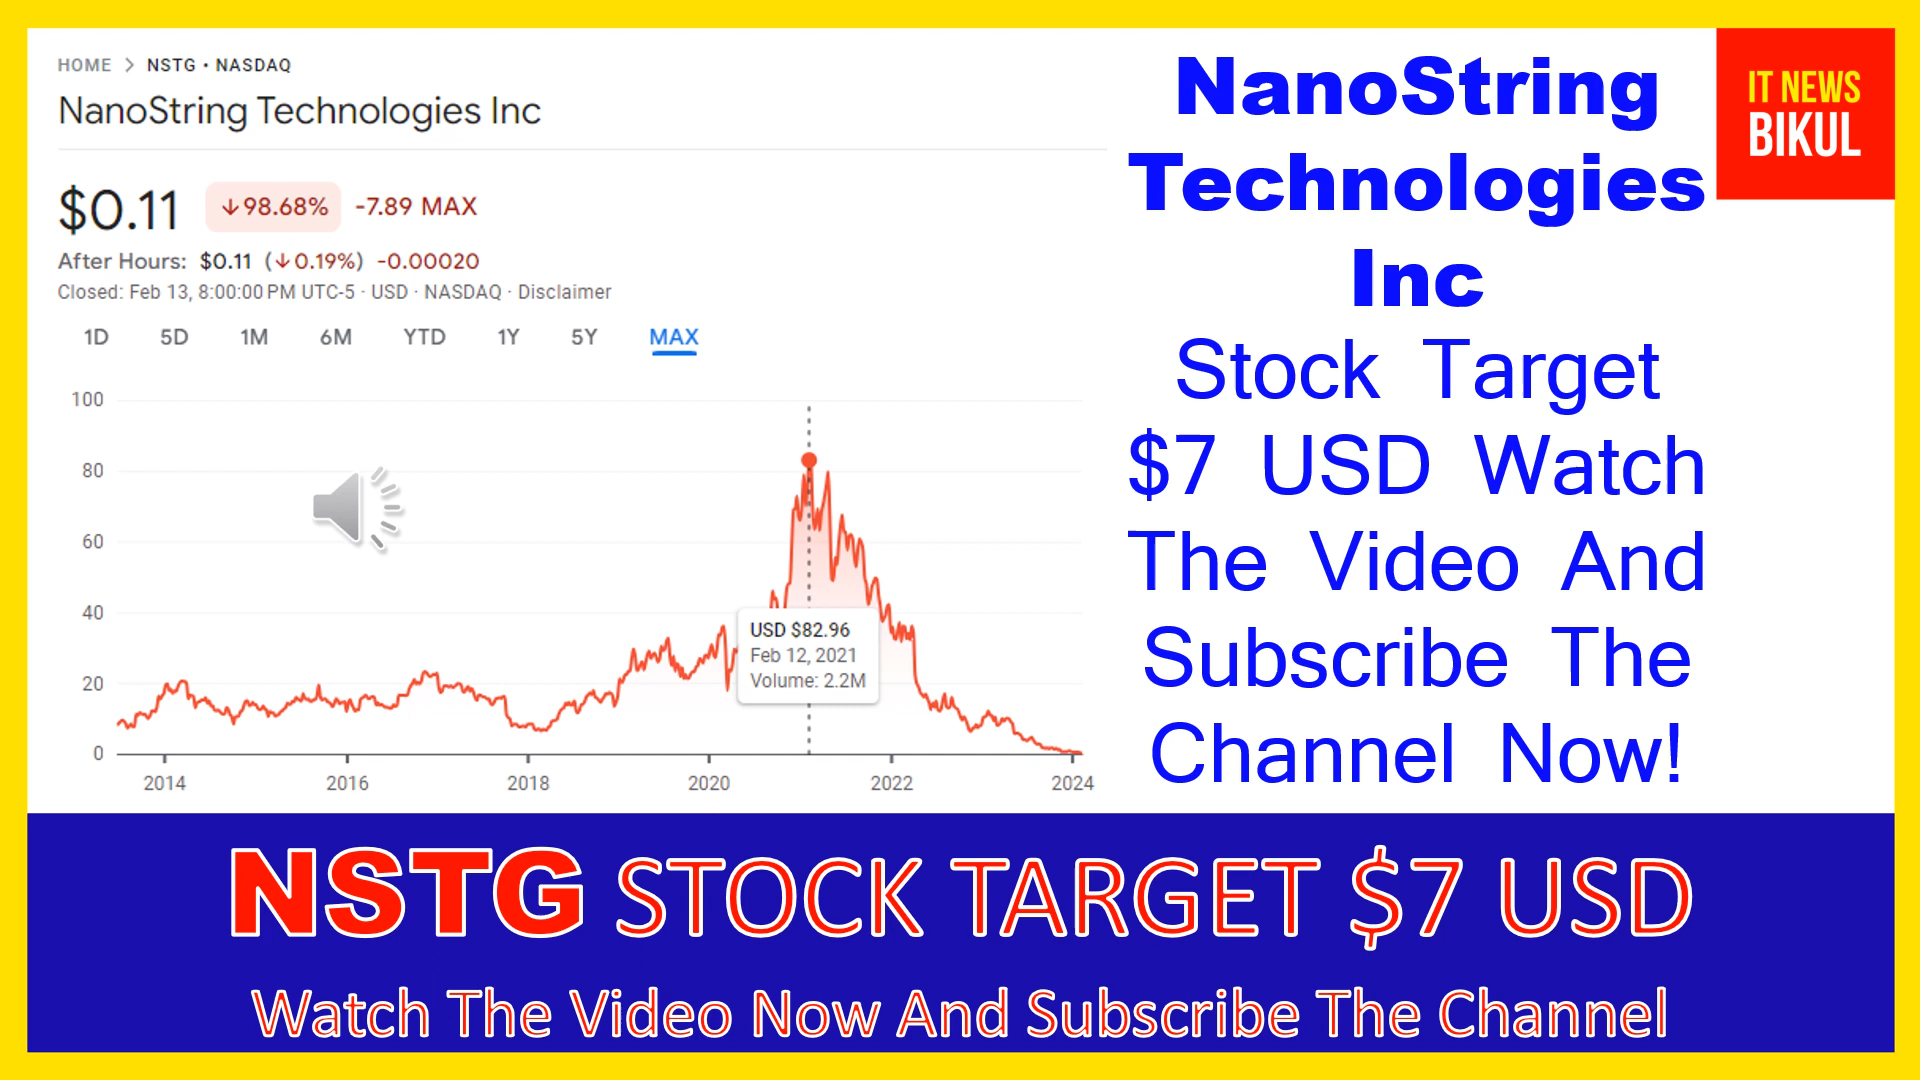 HOME > NSTG • NASDAQ
NanoString Technologies Inc
$0.11 ↓98.68% -7.89 MAX
After Hours: $0.11 (↓0.19%) -0.00020
Closed: Feb 13, 8:00:00 PM UTC-5 · USD · NASDAQ · Disclaimer
1D 5D 1M 6M YTD 1Y 5Y MAX
100
80
60
40
20
0
USD $82.96
Feb 12, 2021
Volume: 2.2M
2014 2016 2018 2020 2022 2024
NanoString
Technologies
Inc
Stock Target
$7 USD Watch
The Video And
Subscribe The
Channel Now!
IT NEWS
BIKUL
NSTG STOCK TARGET $7 USD
Watch The Video Now And Subscribe The Channel